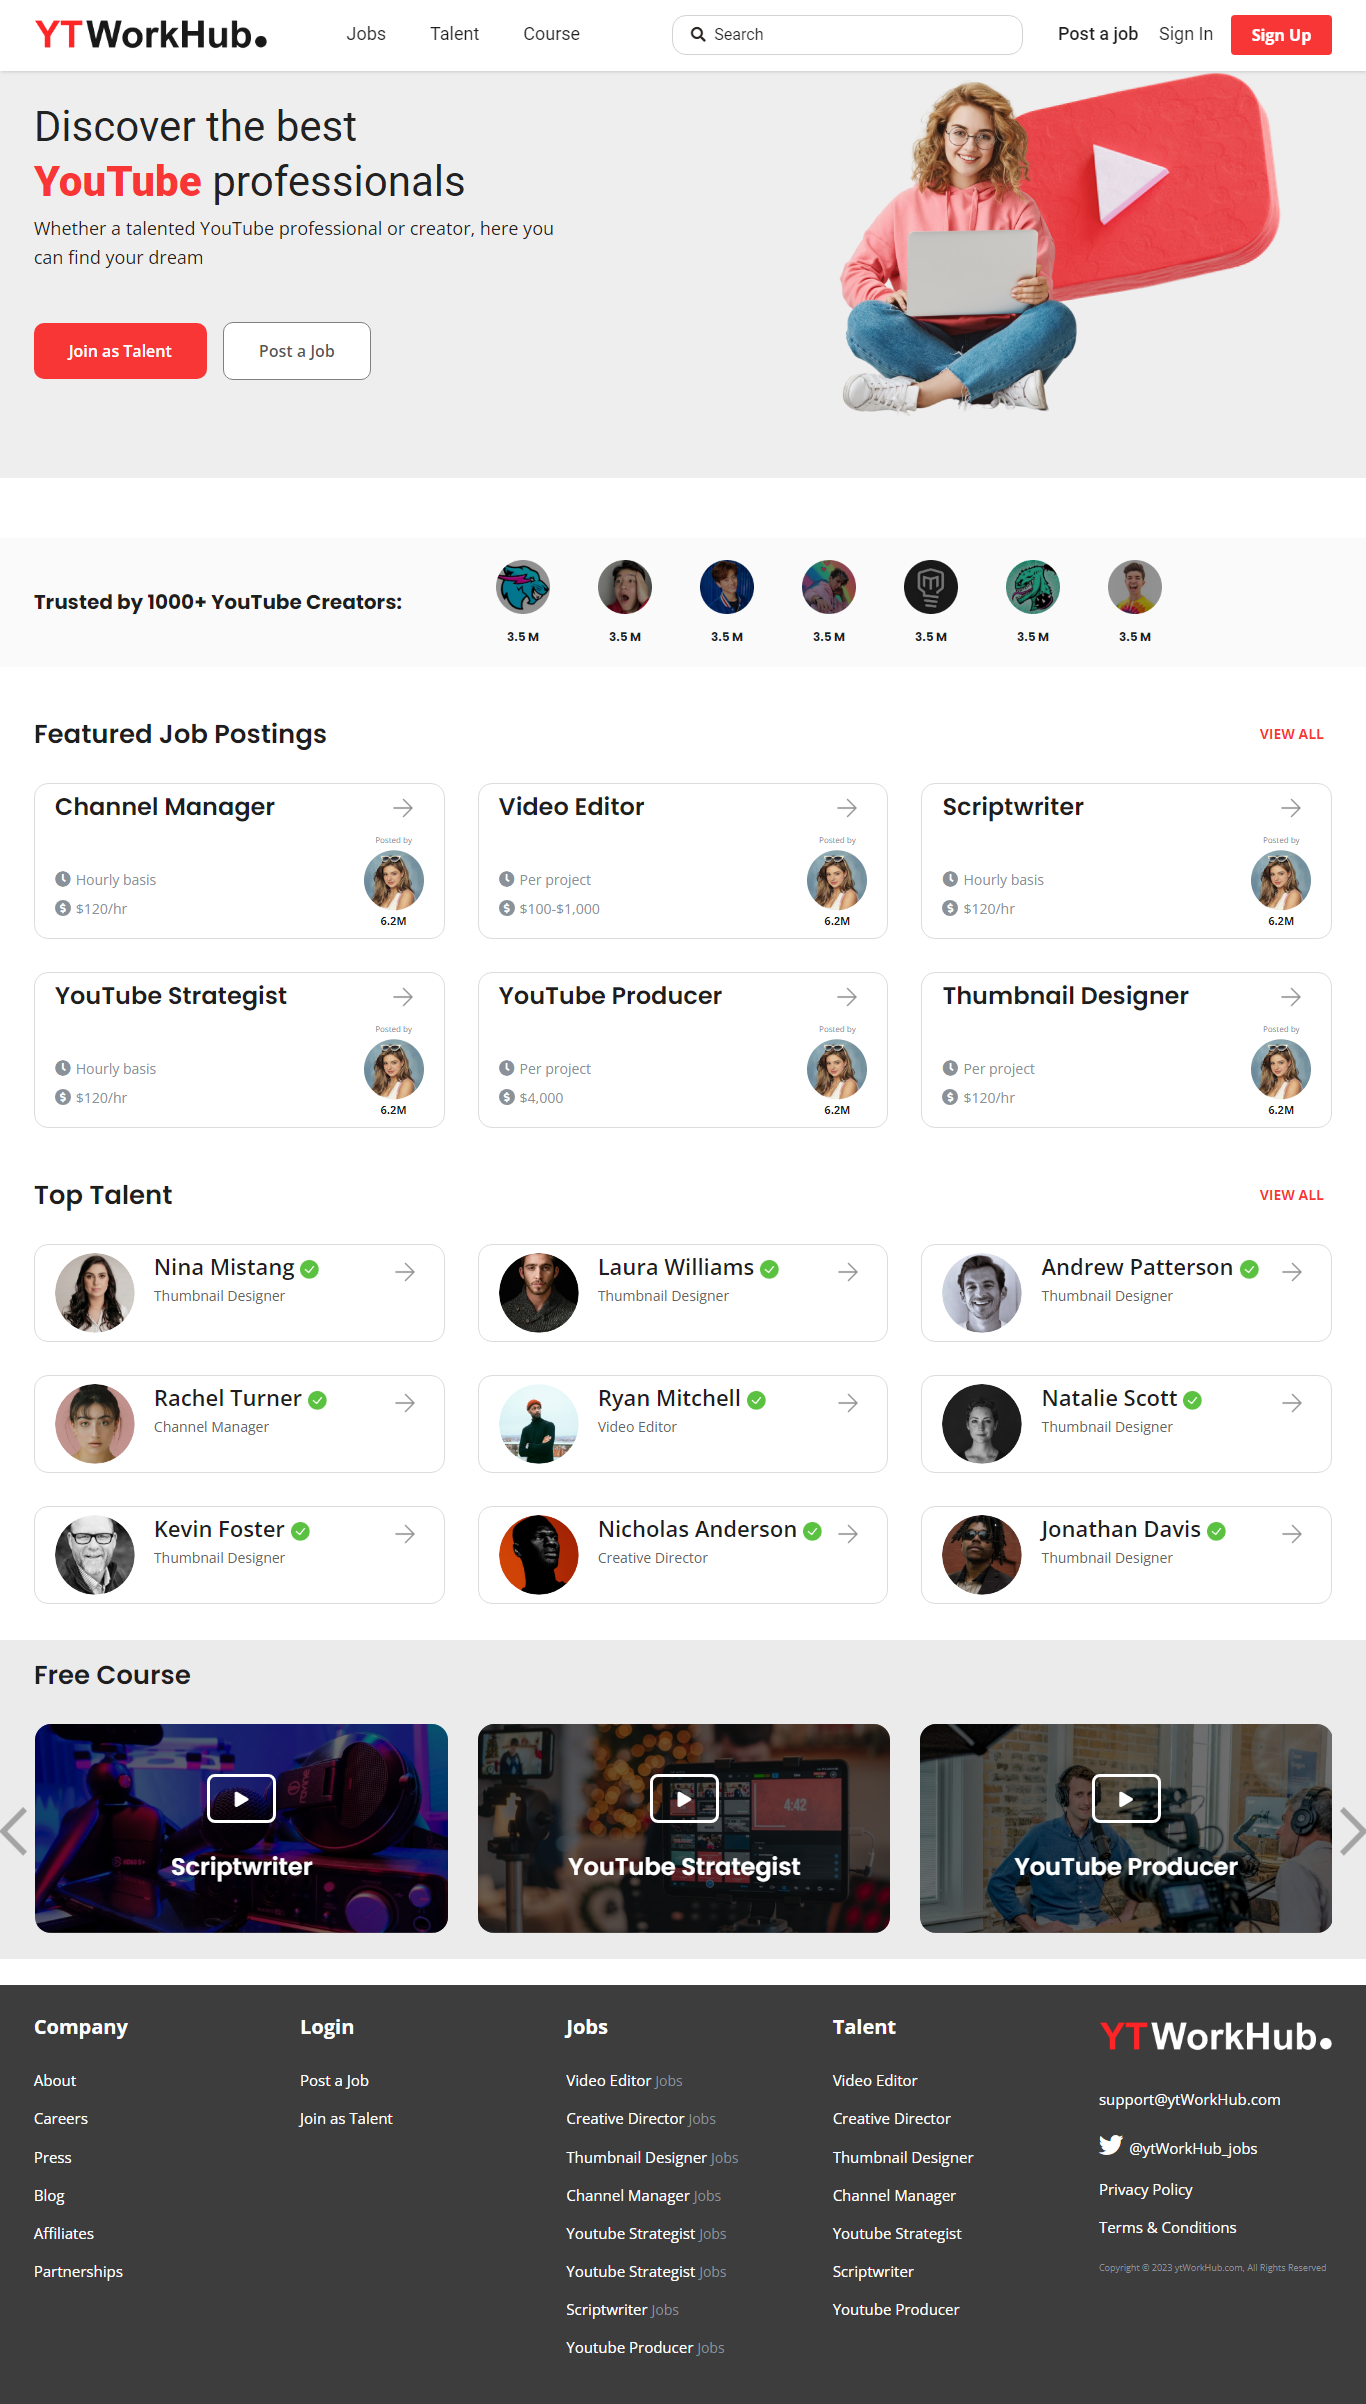 YTWorkHub.
Jobs
Talent
Course
Search
Post a job
Sign In
Sign Up
Discover the best
YouTube professionals
Whether a talented YouTube professional or creator, here you
can find your dream
Join as Talent
Post a Job
Trusted by 1000+ YouTube Creators:
3.5 M
3.5 M
3.5 M
3.5 M
3.5 M
3.5 M
3.5 M
Featured Job Postings
VIEW ALL
Channel Manager
Posted by
Hourly basis
$120/hr
6.2M
Video Editor
Posted by
Per project
$100-$1,000
6.2M
Scriptwriter
Posted by
Hourly basis
$120/hr
6.2M
YouTube Strategist
Posted by
Hourly basis
$120/hr
6.2M
YouTube Producer
Posted by
Per project
$4,000
6.2M
Thumbnail Designer
Posted by
Per project
$120/hr
6.2M
Top Talent
VIEW ALL
Nina Mistang
Thumbnail Designer
Laura Williams
Thumbnail Designer
Andrew Patterson
Thumbnail Designer
Rachel Turner
Channel Manager
Ryan Mitchell
Video Editor
Natalie Scott
Thumbnail Designer
Kevin Foster
Thumbnail Designer
Nicholas Anderson
Creative Director
Jonathan Davis
Thumbnail Designer
Free Course
Scriptwriter
4:42
YouTube Strategist
YouTube Producer
Company
About
Careers
Press
Blog
Affiliates
Partnerships
Login
Post a Job
Join as Talent
Jobs
Video Editor Jobs
Creative Director Jobs
Thumbnail Designer Jobs
Channel Manager Jobs
Youtube Strategist Jobs
Youtube Strategist Jobs
Scriptwriter Jobs
Youtube Producer Jobs
Talent
Video Editor
Creative Director
Thumbnail Designer
Channel Manager
Youtube Strategist
Scriptwriter
Youtube Producer
YTWorkHub.
support@ytWorkHub.com
@ytWorkHub_jobs
Privacy Policy
Terms & Conditions
Copyright © 2023 ytWorkHub.com, All Rights Reserved